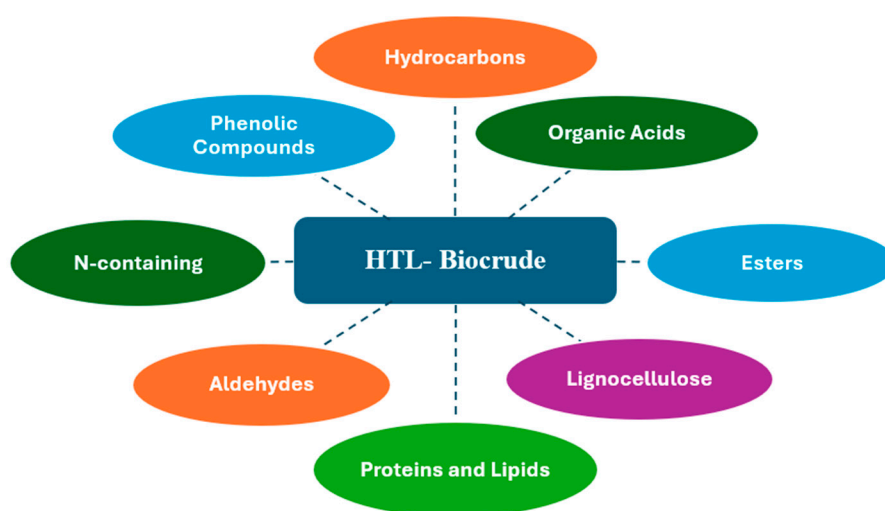 Hydrocarbons
Phenolic
Compounds
Organic Acids
N-containing
HTL- Biocrude
Esters
Aldehydes
Lignocellulose
Proteins and Lipids